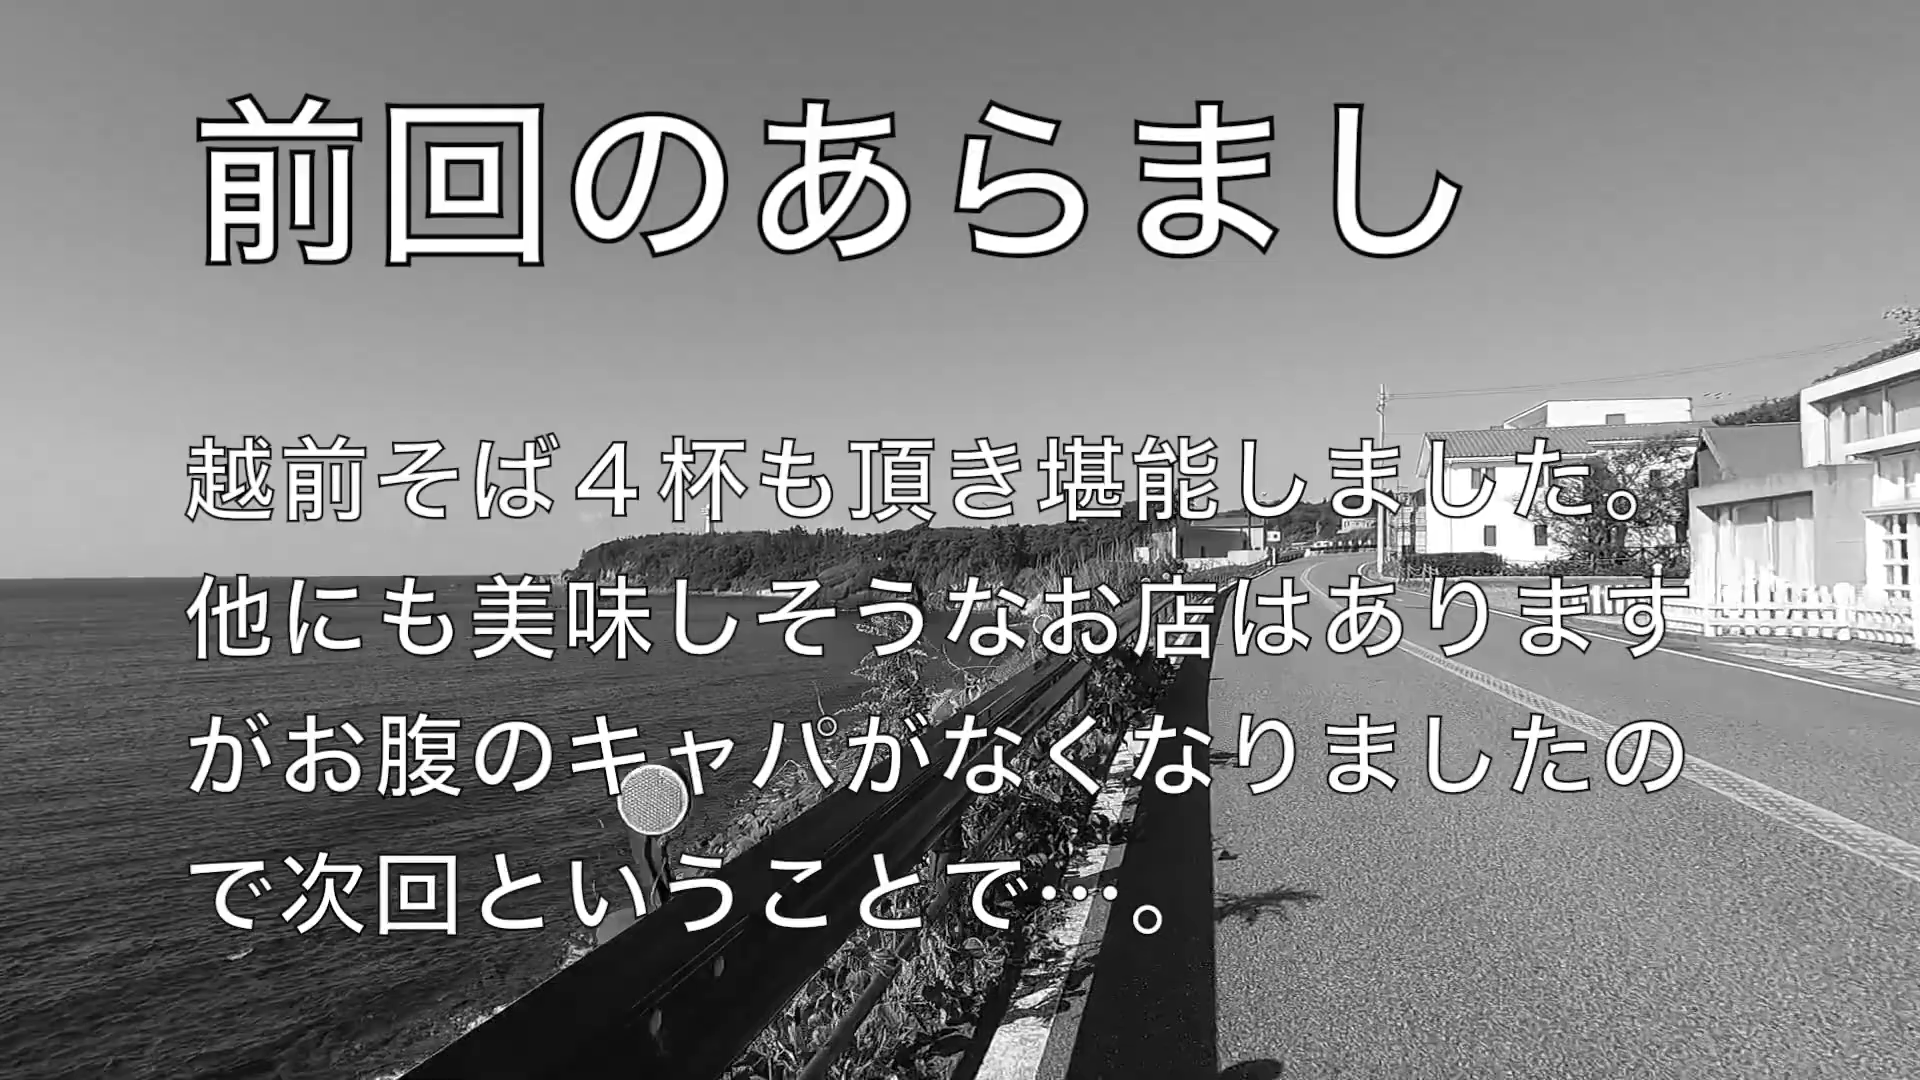 前回のあらまし
越前そば４杯も頂き堪能しました。
他にも美味しそうなお店はあります
がお腹のキャパがなくなりましたの
で次回ということで…。